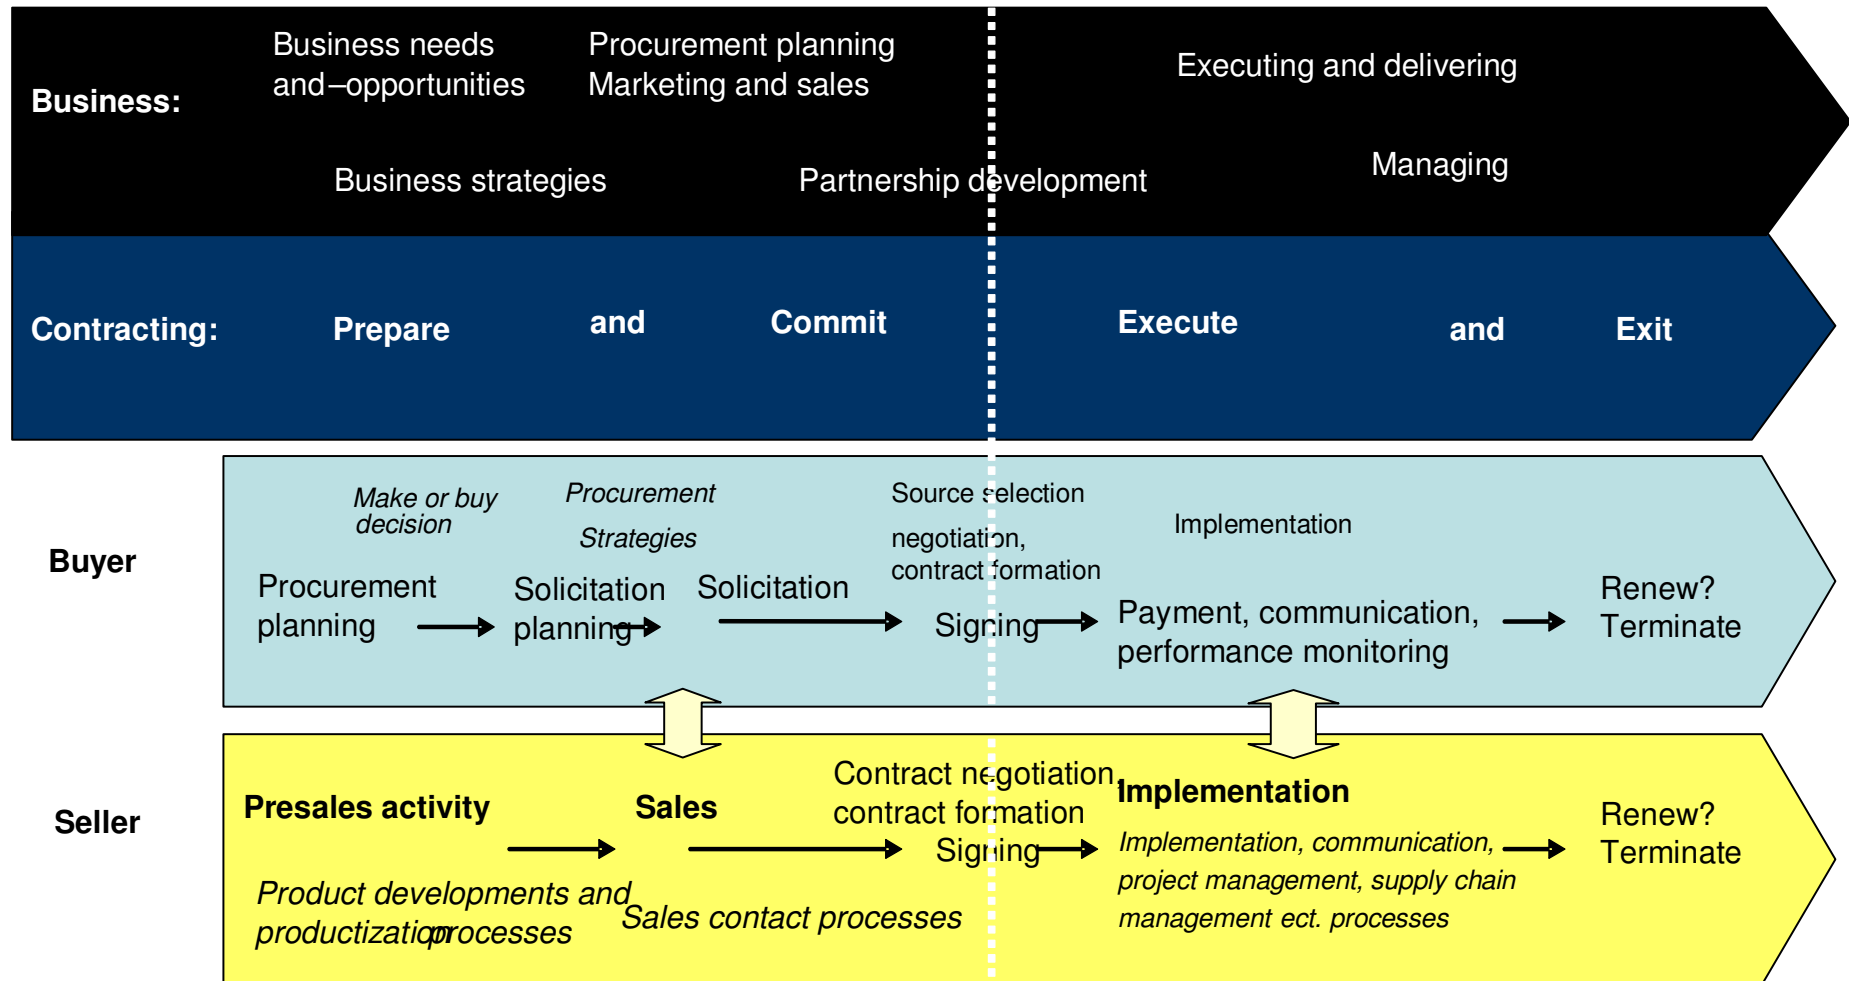 Business needs
and–opportunities
Procurement planning
Marketing and sales
Executing and delivering
Business:
Business strategies
Partnership development
Managing
Contracting:
Prepare
and
Commit
Execute
and
Exit
Buyer
Make or buy
decision
Procurement
Strategies
Source selection
negotiation,
contract formation
Implementation
Procurement
planning
Solicitation
planning
Solicitation
Signing
Payment, communication,
performance monitoring
Renew?
Terminate
Seller
Presales activity
Sales
Contract negotiation,
contract formation
Signing
Implementation
Implementation, communication,
project management, supply chain
management ect. processes
Renew?
Terminate
Product developments and
productization processes
Sales contact processes